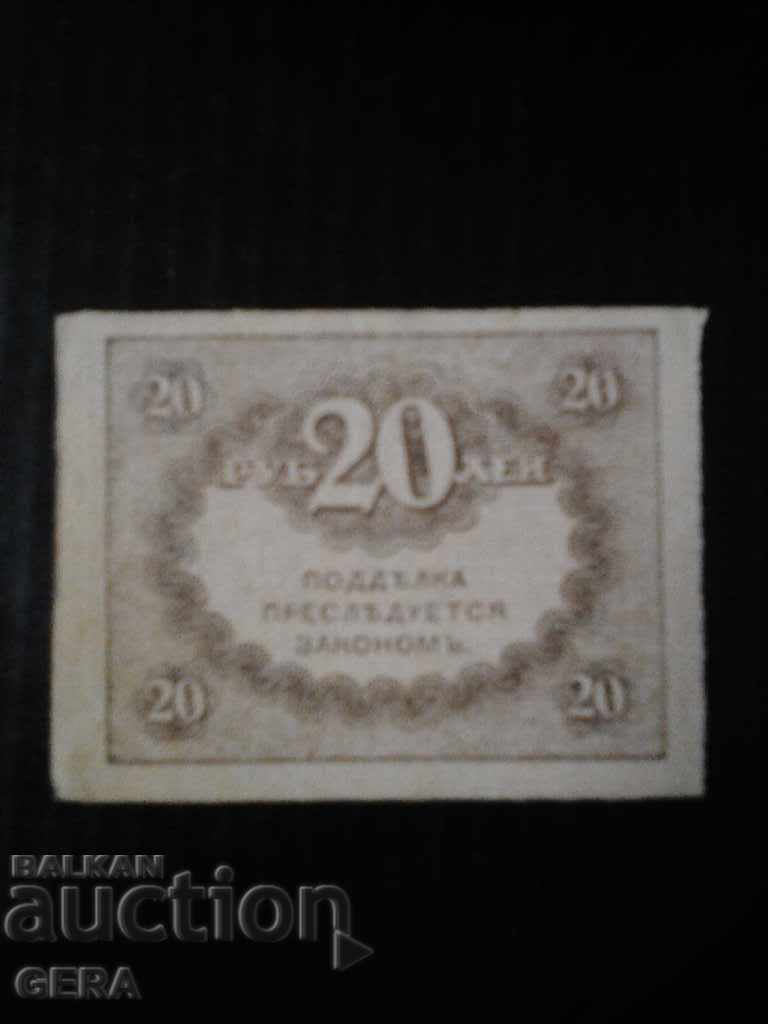 20 20
РУБ 20 ЛЕЙ
ПОДДѢЛКА
ПРЕСЛѢДУЕТСЯ
ЗАКОНОМЪ.
20 20
BALKAN
auction
GERA